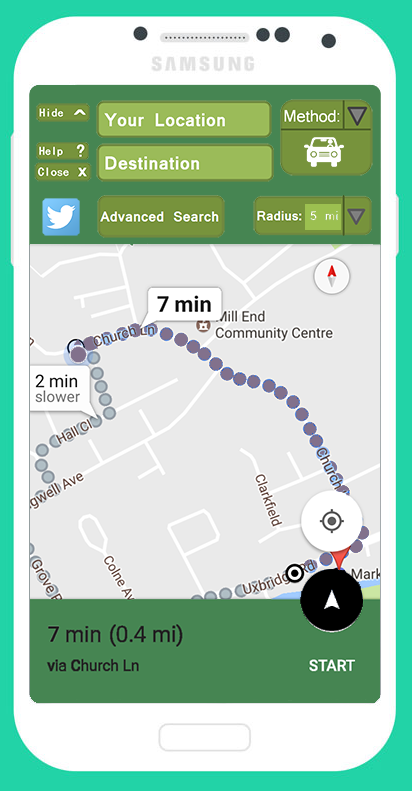 SAMSUNG
Hide ^
Your Location
Method:
Help ?
Close X
Destination
Advanced Search
Radius: 5 mi
7 min
Mill End
Community Centre
Church Ln
2 min
slower
Hall Cl
gwell Ave
Church
Clarkfield
Grove R
Colne Av
Uxbridge Rd
Mark
7 min (0.4 mi)
via Church Ln
START